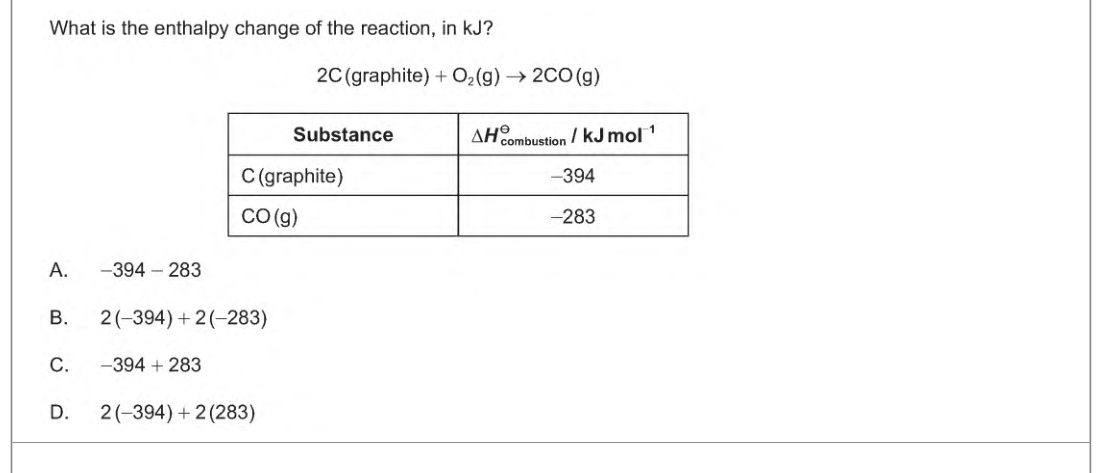 What is the enthalpy change of the reaction, in kJ?
2C(graphite) + O₂(g) → 2CO(g)
Substance ΔH⊖combustion / kJ mol⁻¹
C(graphite) –394
CO(g) –283
A. –394 – 283
B. 2(–394) + 2(–283)
C. –394 + 283
D. 2(–394) + 2(283)